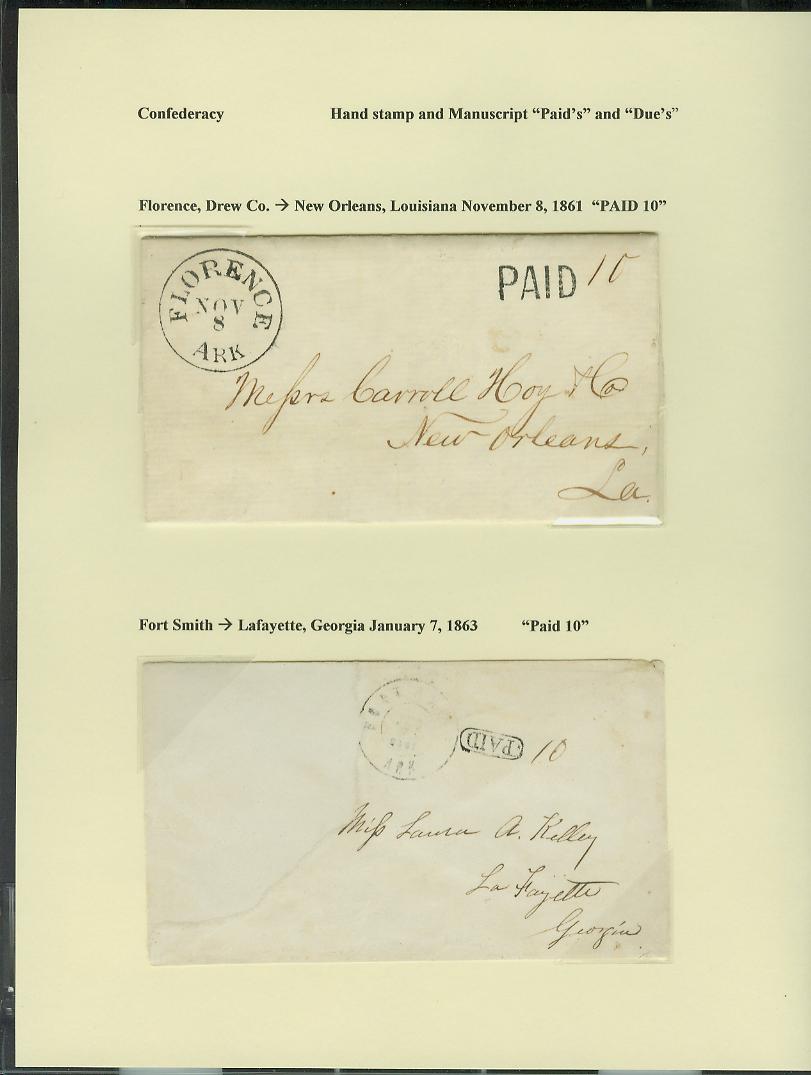 Confederacy Hand stamp and Manuscript “Paid's” and “Due's”
Florence, Drew Co. → New Orleans, Louisiana November 8, 1861 “PAID 10”
FLORENCE
NOV
8
ARK
PAID 10
Messrs Carroll Hoy & Co
New Orleans,
La.
Fort Smith → Lafayette, Georgia January 7, 1863 “Paid 10”
ARK
PAID 10
Miss Laura A. Kelley
La Fayette
Georgia